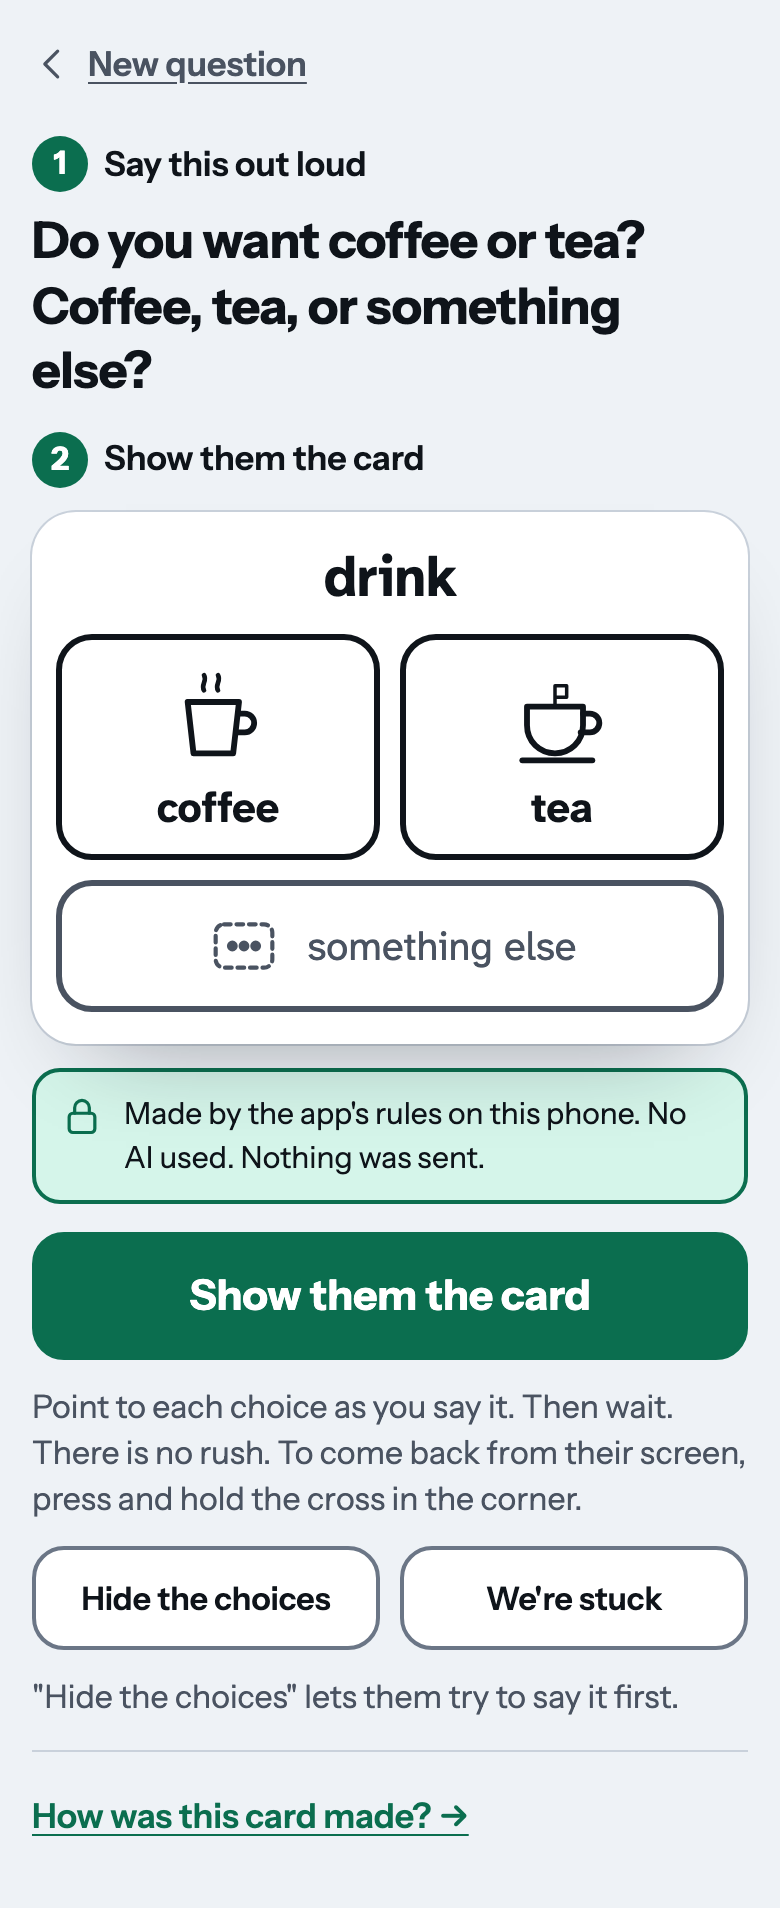 New question
1 Say this out loud
Do you want coffee or tea?
Coffee, tea, or something
else?
2 Show them the card
drink
coffee
tea
something else
Made by the app's rules on this phone. No
AI used. Nothing was sent.
Show them the card
Point to each choice as you say it. Then wait.
There is no rush. To come back from their screen,
press and hold the cross in the corner.
Hide the choices
We're stuck
"Hide the choices" lets them try to say it first.
How was this card made? →